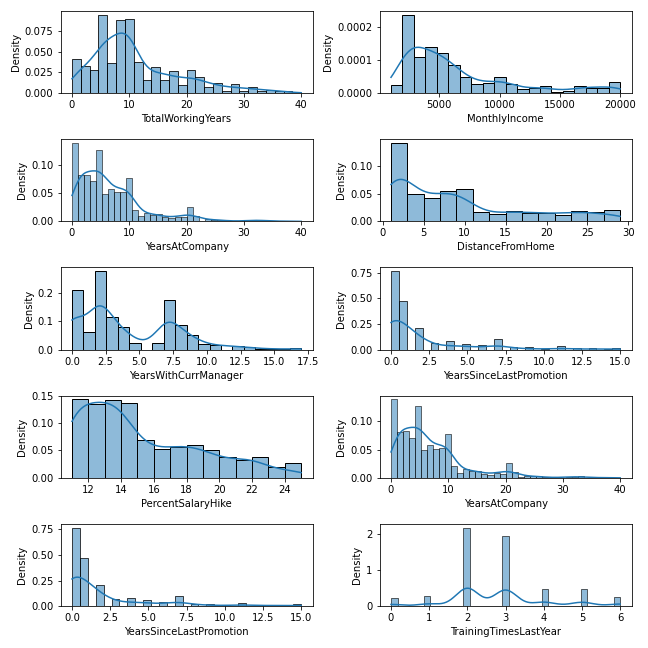 Density
0.000 0.025 0.050 0.075
0 10 20 30 40
TotalWorkingYears
Density
0.0000 0.0001 0.0002
5000 10000 15000 20000
MonthlyIncome
Density
0.00 0.05 0.10
0 10 20 30 40
YearsAtCompany
Density
0.00 0.05 0.10
0 5 10 15 20 25 30
DistanceFromHome
Density
0.0 0.1 0.2
0.0 2.5 5.0 7.5 10.0 12.5 15.0 17.5
YearsWithCurrManager
Density
0.00 0.25 0.50 0.75
0.0 2.5 5.0 7.5 10.0 12.5 15.0
YearsSinceLastPromotion
Density
0.00 0.05 0.10 0.15
12 14 16 18 20 22 24
PercentSalaryHike
Density
0.00 0.05 0.10
0 10 20 30 40
YearsAtCompany
Density
0.00 0.25 0.50 0.75
0.0 2.5 5.0 7.5 10.0 12.5 15.0
YearsSinceLastPromotion
Density
0 1 2
0 1 2 3 4 5 6
TrainingTimesLastYear